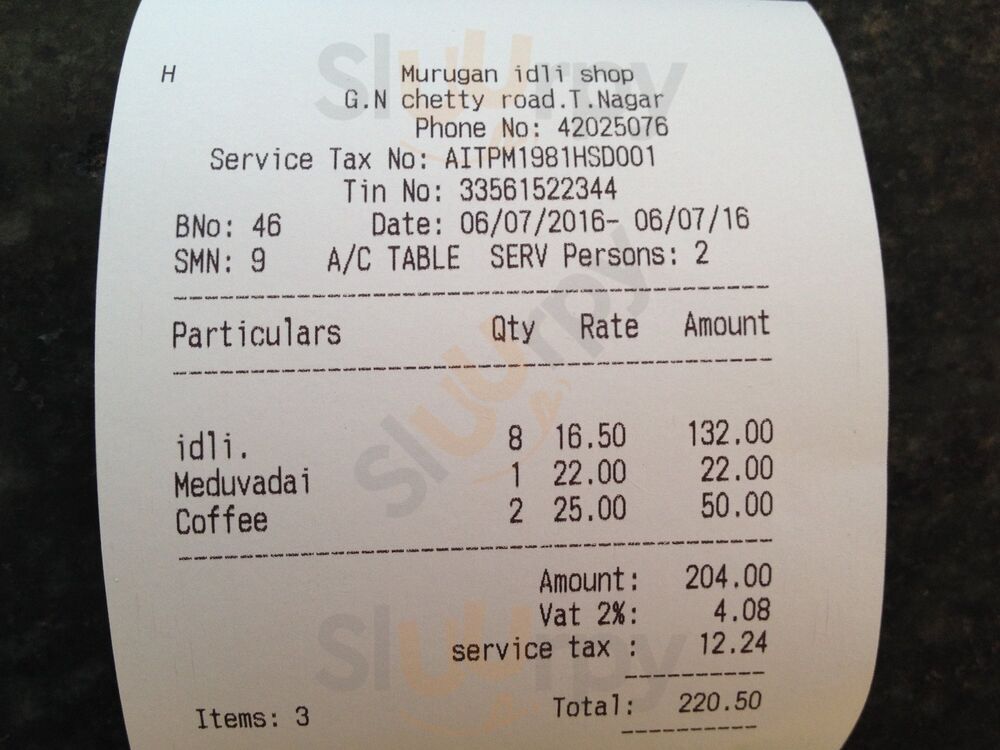 H Murugan idli shop
G.N chetty road.T.Nagar
Phone No: 42025076
Service Tax No: AITPM1981HSD001
Tin No: 33561522344
BNo: 46 Date: 06/07/2016- 06/07/16
SMN: 9 A/C TABLE SERV Persons: 2
Particulars Qty Rate Amount
idli. 8 16.50 132.00
Meduvadai 1 22.00 22.00
Coffee 2 25.00 50.00
Amount: 204.00
Vat 2%: 4.08
service tax : 12.24
Items: 3 Total: 220.50
sluurpy
sluurpy
sluurpy